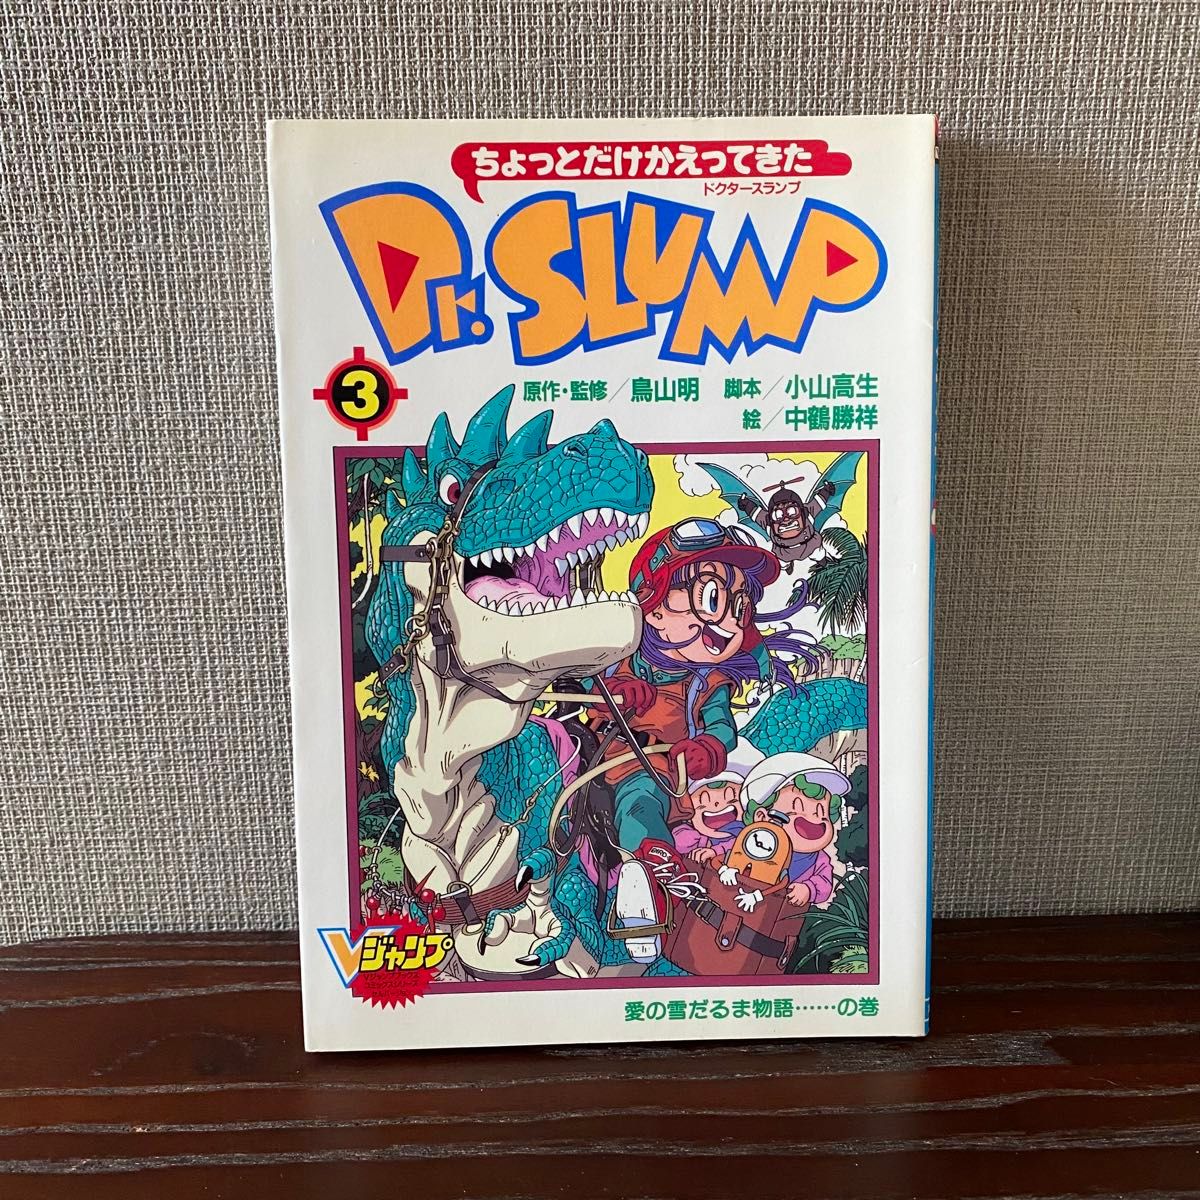 ちょっとだけかえってきた
ドクタースランプ
Dr. SLUMP
3
原作・監修/鳥山明 脚本/小山高生
絵/中鶴勝祥
Vジャンプ
愛の雪だるま物語……の巻